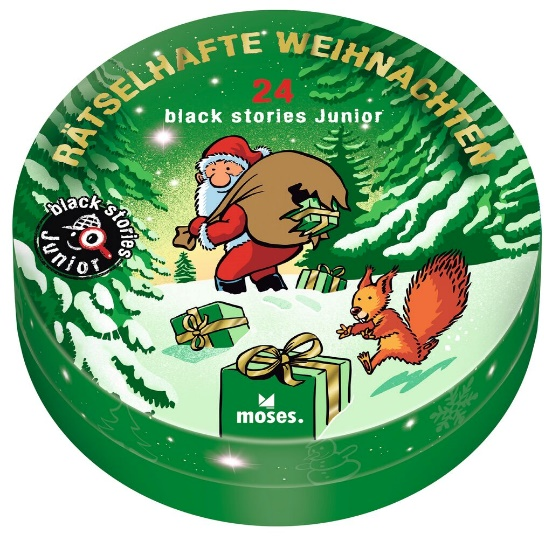 RÄTSELHAFTE WEIHNACHTEN
24
black stories Junior
black stories
Junior
moses.